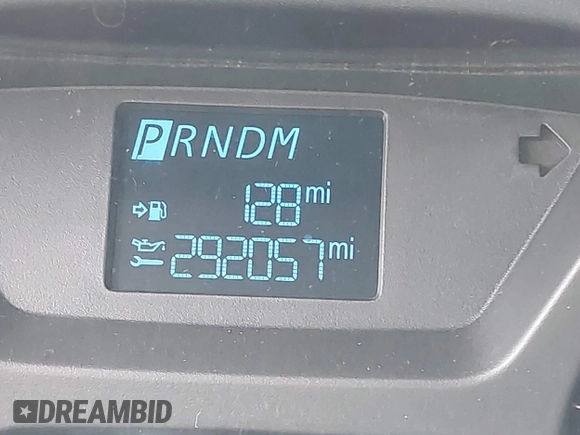 PRNDM
128 mi
292057 mi
DREAMBID